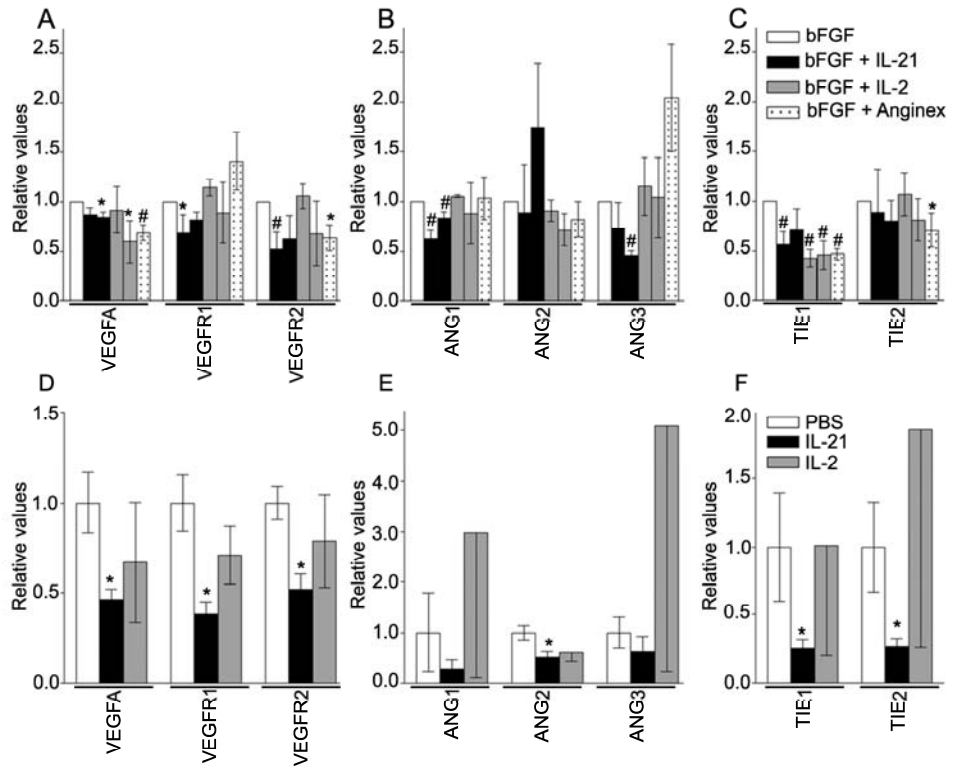 A
B
C
2.5
2.0
1.5
1.0
0.5
0.0
Relative values
* * # * # *
VEGFA
VEGFR1
VEGFR2
2.5
2.0
1.5
1.0
0.5
0.0
Relative values
# # #
ANG1
ANG2
ANG3
2.5
2.0
1.5
1.0
0.5
0.0
Relative values
bFGF
bFGF + IL-21
bFGF + IL-2
bFGF + Anginex
# # # # *
TIE1
TIE2
D
E
F
1.5
1.0
0.5
0.0
Relative values
* * *
VEGFA
VEGFR1
VEGFR2
5.0
4.0
3.0
2.0
1.0
0.0
Relative values
*
ANG1
ANG2
ANG3
2.0
1.5
1.0
0.5
0.0
Relative values
PBS
IL-21
IL-2
* *
TIE1
TIE2